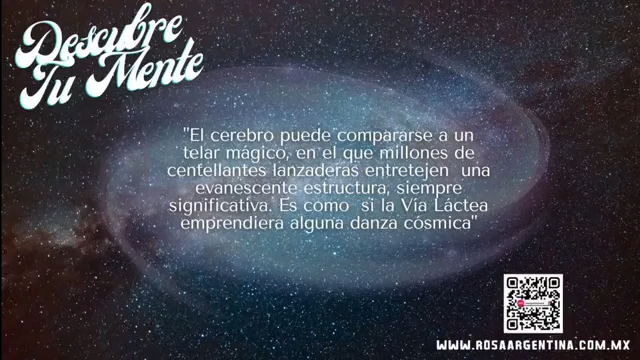 Descubre
Tu Mente
"El cerebro puede compararse a un
telar mágico, en el que millones de
centellantes lanzaderas entretejen una
evanescente estructura, siempre
significativa. Es como si la Vía Láctea
emprendiera alguna danza cósmica"
WWW.ROSAARGENTINA.COM.MX